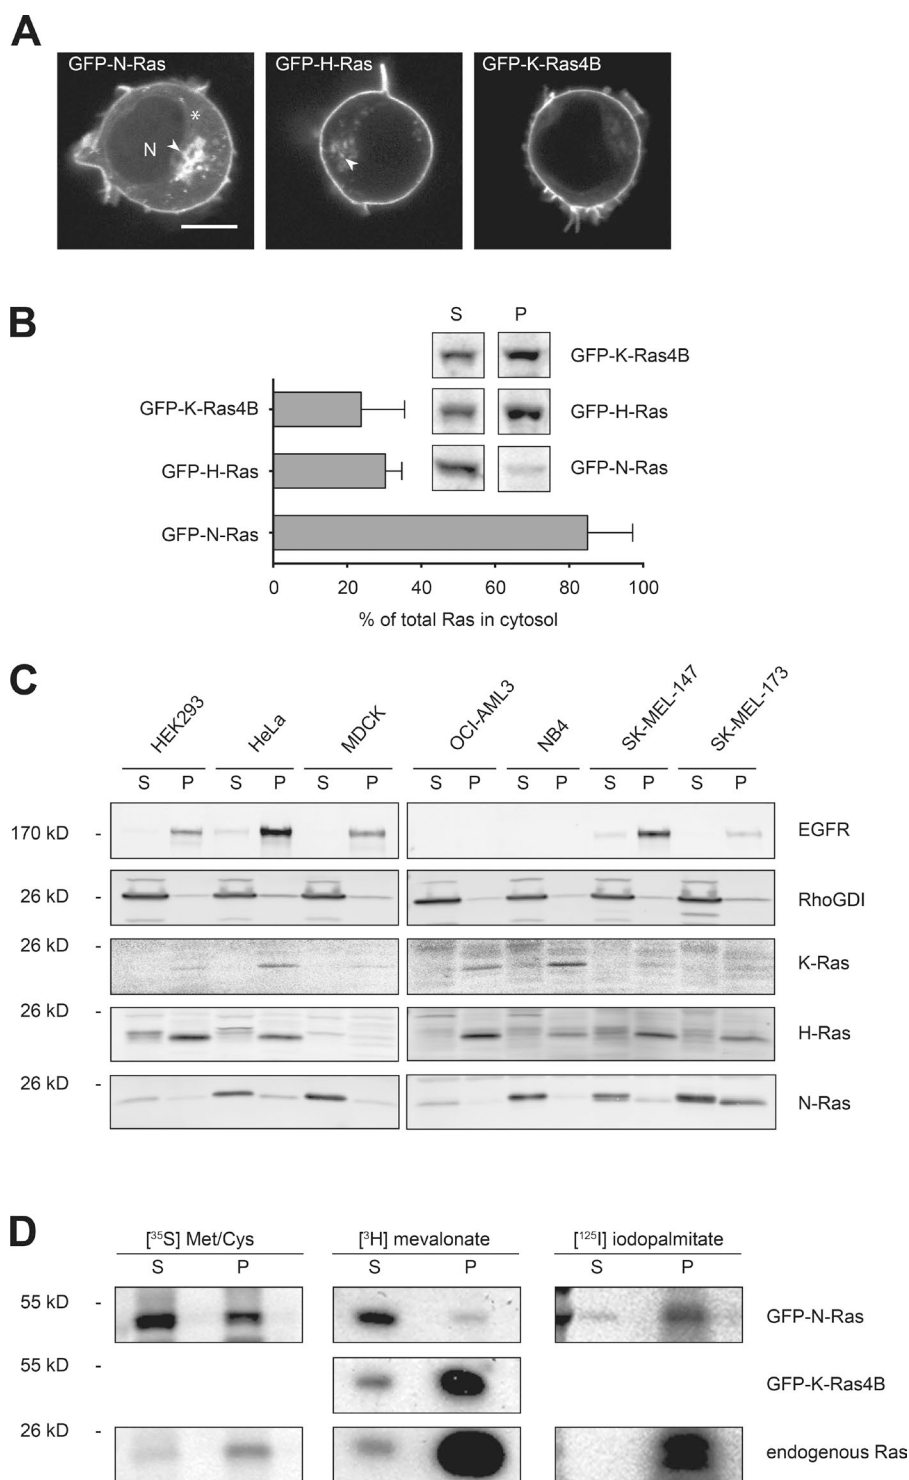 A
GFP-N-Ras GFP-H-Ras GFP-K-Ras4B
*
N
B
S P
GFP-K-Ras4B
GFP-H-Ras
GFP-N-Ras
GFP-K-Ras4B
GFP-H-Ras
GFP-N-Ras
0 20 40 60 80 100
% of total Ras in cytosol
C
HEK293 HeLa MDCK OCI-AML3 NB4 SK-MEL-147 SK-MEL-173
S P S P S P S P S P S P S P
170 kD - EGFR
26 kD - RhoGDI
26 kD - K-Ras
26 kD - H-Ras
26 kD - N-Ras
D
[³⁵S] Met/Cys [³H] mevalonate [¹²⁵I] iodopalmitate
S P S P S P
55 kD - GFP-N-Ras
55 kD - GFP-K-Ras4B
26 kD - endogenous Ras